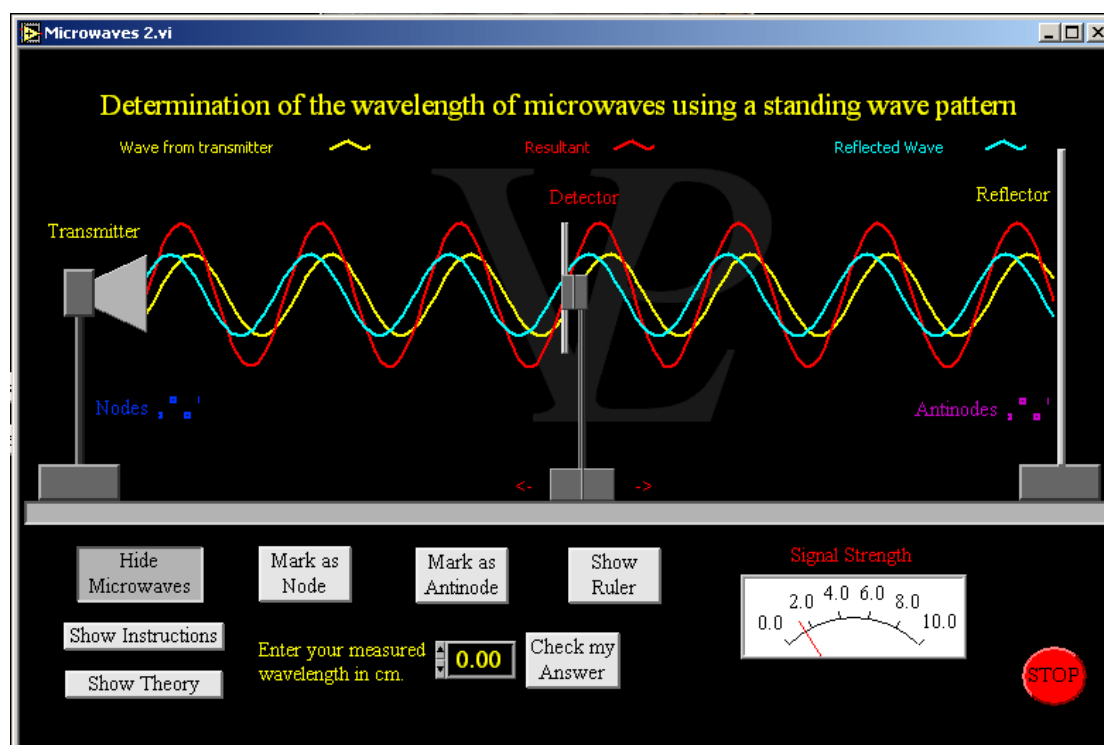 Microwaves 2.vi
Determination of the wavelength of microwaves using a standing wave pattern
Wave from transmitter
Resultant
Reflected Wave
Detector
Reflector
Transmitter
VPL
Nodes
Antinodes
<-
->
Hide
Microwaves
Mark as
Node
Mark as
Antinode
Show
Ruler
Signal Strength
0.0 2.0 4.0 6.0 8.0 10.0
Show Instructions
Enter your measured
wavelength in cm.
0.00
Check my
Answer
Show Theory
STOP